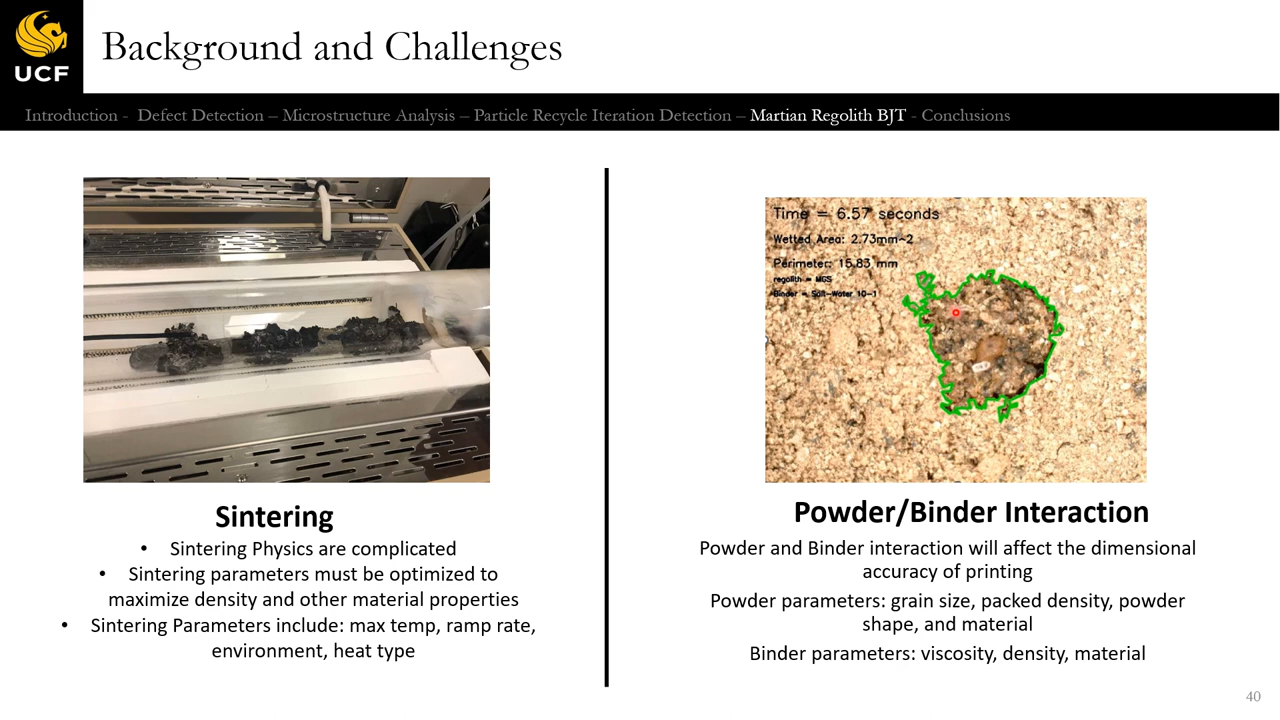 UCF
Background and Challenges
Introduction - Defect Detection – Microstructure Analysis – Particle Recycle Iteration Detection – Martian Regolith BJT - Conclusions
Time = 6.57 seconds
Wetted Area: 2.73mm^2
Perimeter: 15.83 mm
regolith = MGS
Binder = Salt-Water 10-1
Sintering
• Sintering Physics are complicated
• Sintering parameters must be optimized to
maximize density and other material properties
• Sintering Parameters include: max temp, ramp rate,
environment, heat type
Powder/Binder Interaction
Powder and Binder interaction will affect the dimensional
accuracy of printing
Powder parameters: grain size, packed density, powder
shape, and material
Binder parameters: viscosity, density, material
40